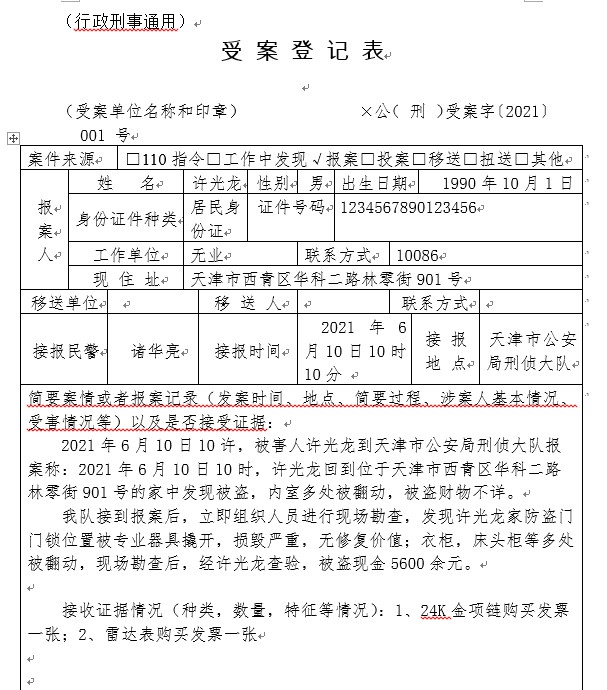 （行政刑事通用）
受 案 登 记 表
（受案单位名称和印章） ×公( 刑 )受案字〔2021〕
001 号
案件来源 □110 指令□工作中发现√报案□投案□移送□扭送□其他
报案人 姓 名 许光龙 性别 男 出生日期 1990 年 10 月 1 日
身份证件种类 居民身份证 证件号码 1234567890123456
工作单位 无业 联系方式 10086
现 住 址 天津市西青区华科二路林零街 901 号
移送单位 移 送 人 联系方式
接报民警 诸华亮 接报时间 2021 年 6 月 10 日 10 时 10 分 接 报 地 点 天津市公安局刑侦大队
简要案情或者报案记录（发案时间、地点、简要过程、涉案人基本情况、
受害情况等）以及是否接受证据：
2021 年 6 月 10 日 10 许，被害人许光龙到天津市公安局刑侦大队报
案称：2021 年 6 月 10 日 10 时，许光龙回到位于天津市西青区华科二路
林零街 901 号的家中发现被盗，内室多处被翻动，被盗财物不详。
我队接到报案后，立即组织人员进行现场勘查，发现许光龙家防盗门
门锁位置被专业器具撬开，损毁严重，无修复价值；衣柜，床头柜等多处
被翻动，现场勘查后，经许光龙查验，被盗现金 5600 余元。
接收证据情况（种类，数量，特征等情况）：1、24K 金项链购买发票
一张；2、雷达表购买发票一张